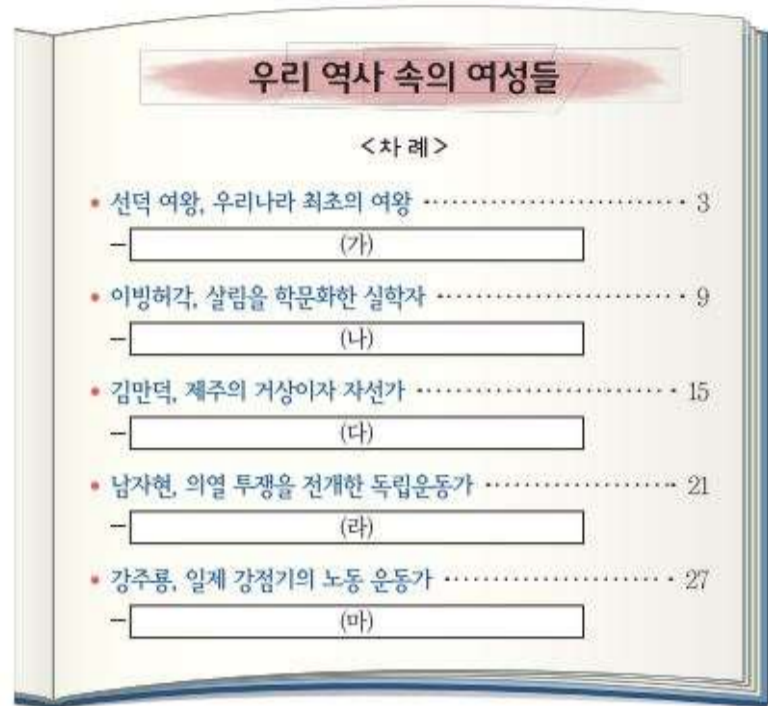 우리 역사 속의 여성들
<차 례>
• 선덕 여왕, 우리나라 최초의 여왕 ························ 3
- (가)
• 이빙허각, 살림을 학문화한 실학자 ························ 9
- (나)
• 김만덕, 제주의 거상이자 자선가 ························ 15
- (다)
• 남자현, 의열 투쟁을 전개한 독립운동가 ·················· 21
- (라)
• 강주룡, 일제 강점기의 노동 운동가 ······················ 27
- (마)